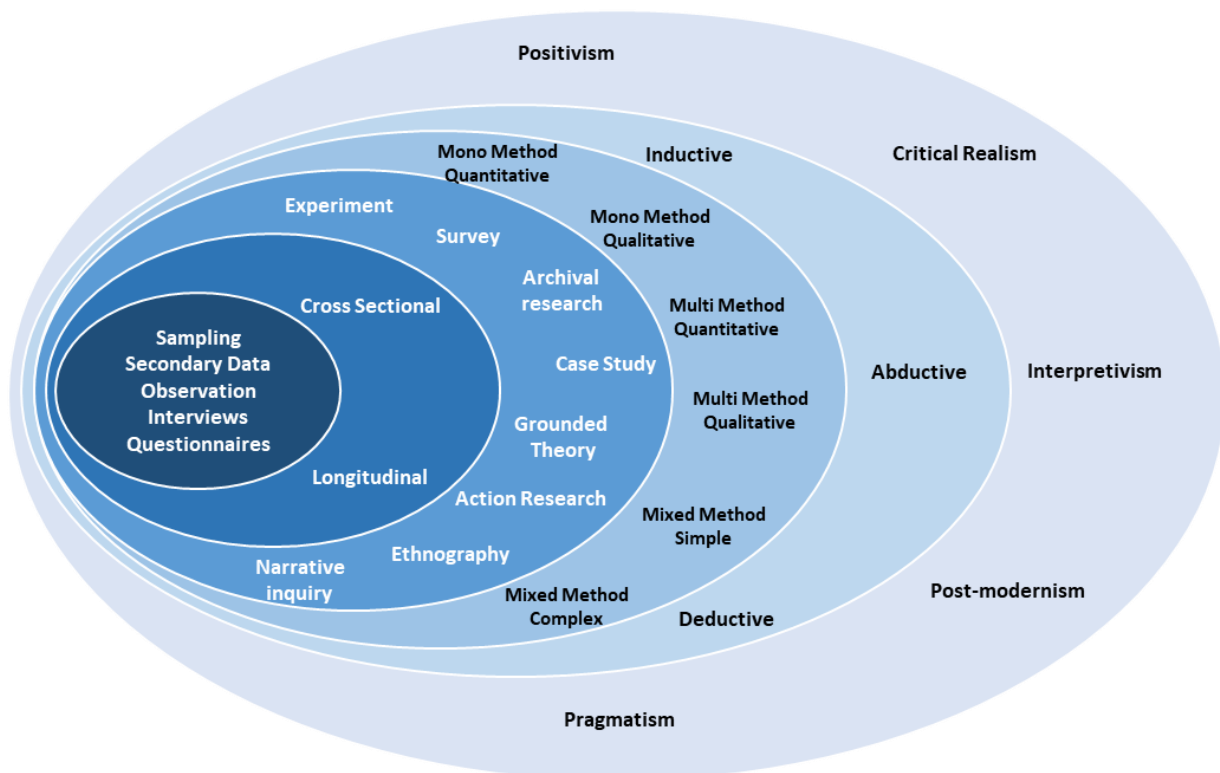 Positivism
Critical Realism
Interpretivism
Post-modernism
Pragmatism
Inductive
Abductive
Deductive
Mono Method
Quantitative
Mono Method
Qualitative
Multi Method
Quantitative
Multi Method
Qualitative
Mixed Method
Simple
Mixed Method
Complex
Experiment
Survey
Archival
research
Case Study
Grounded
Theory
Action Research
Ethnography
Narrative
inquiry
Cross Sectional
Longitudinal
Sampling
Secondary Data
Observation
Interviews
Questionnaires